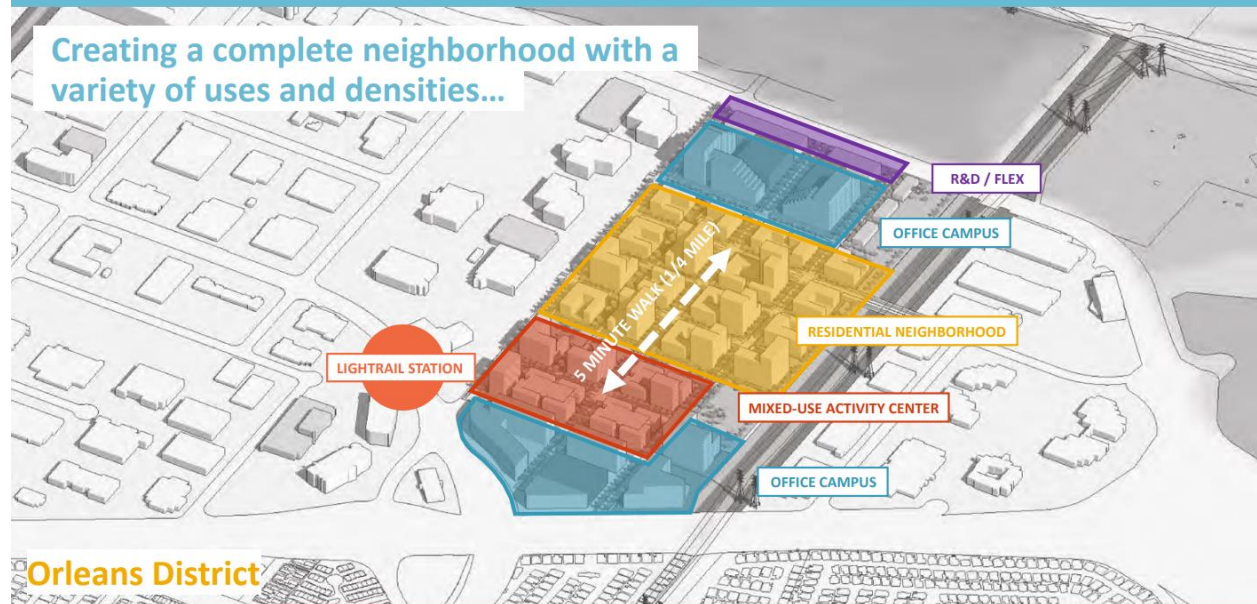 Creating a complete neighborhood with a
variety of uses and densities…
R&D / FLEX
OFFICE CAMPUS
5 MINUTE WALK (1/4 MILE)
RESIDENTIAL NEIGHBORHOOD
LIGHTRAIL STATION
MIXED-USE ACTIVITY CENTER
OFFICE CAMPUS
Orleans District